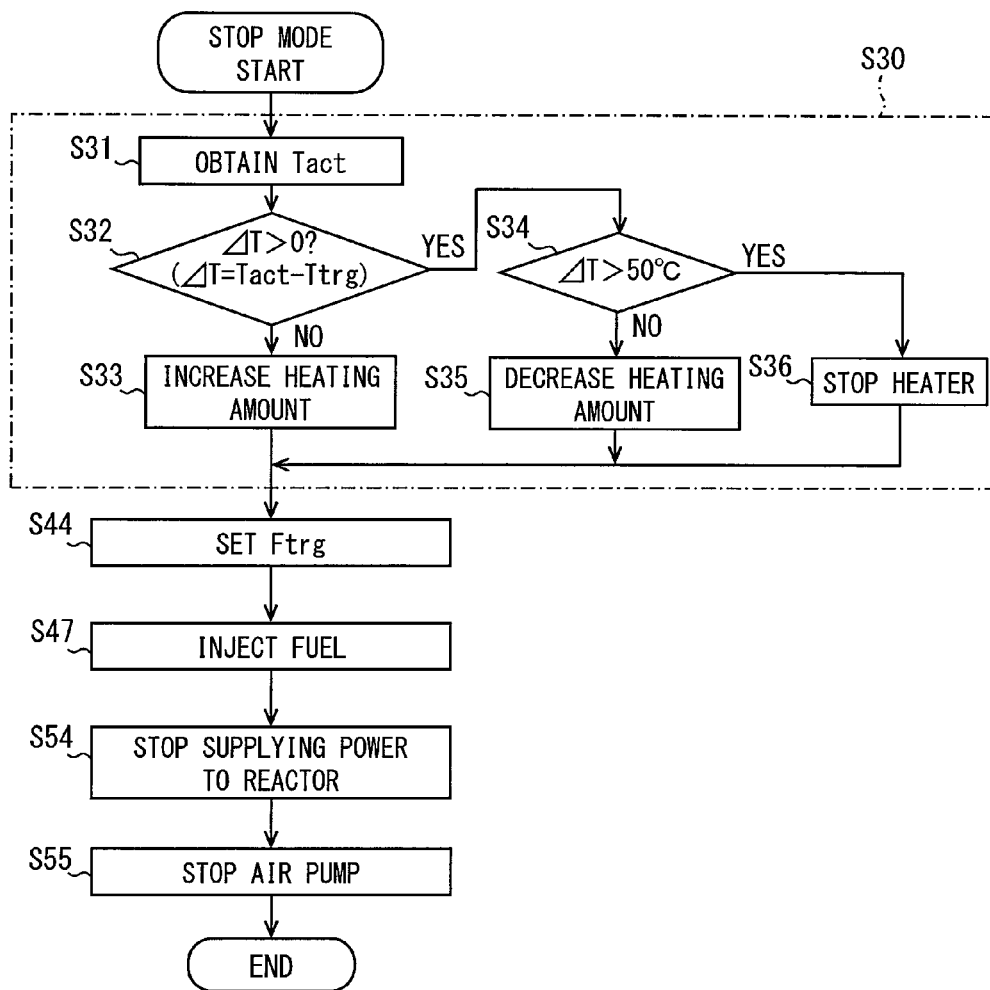 STOP MODE
START
S30
S31
OBTAIN Tact
S32
⊿T>0?
(⊿T=Tact-Ttrg)
YES
NO
S34
⊿T>50℃
YES
NO
S33
INCREASE HEATING
AMOUNT
S35
DECREASE HEATING
AMOUNT
S36
STOP HEATER
S44
SET Ftrg
S47
INJECT FUEL
S54
STOP SUPPLYING POWER
TO REACTOR
S55
STOP AIR PUMP
END